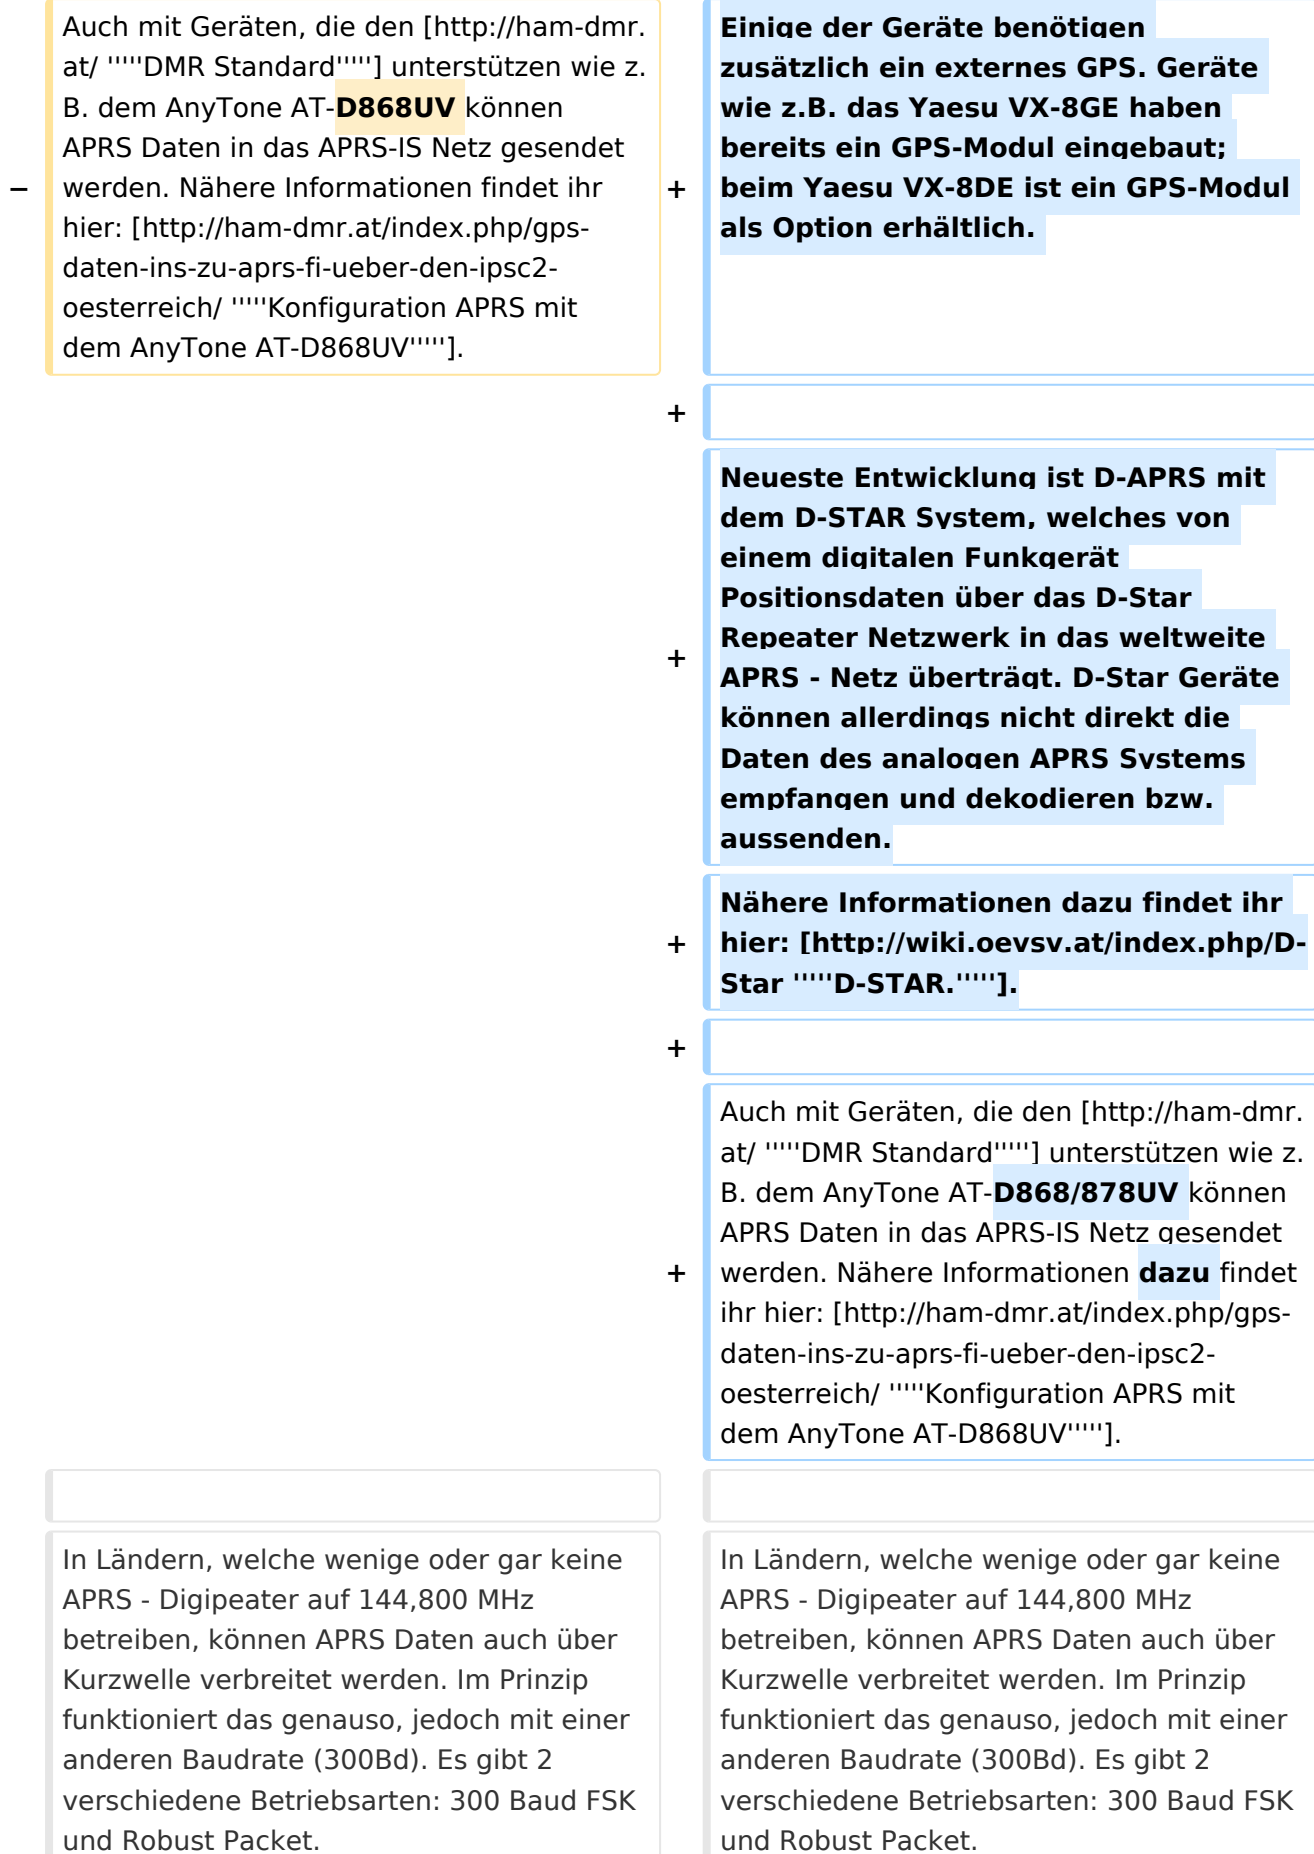 Auch mit Geräten, die den [http://ham-dmr.
at/ '''''DMR Standard'''''] unterstützen wie z.
B. dem AnyTone AT-D868UV können
APRS Daten in das APRS-IS Netz gesendet
− werden. Nähere Informationen findet ihr
hier: [http://ham-dmr.at/index.php/gps-
daten-ins-zu-aprs-fi-ueber-den-ipsc2-
oesterreich/ '''''Konfiguration APRS mit
dem AnyTone AT-D868UV'''''].
Einige der Geräte benötigen
zusätzlich ein externes GPS. Geräte
wie z.B. das Yaesu VX-8GE haben
bereits ein GPS-Modul eingebaut;
+ beim Yaesu VX-8DE ist ein GPS-Modul
als Option erhältlich.
+
Neueste Entwicklung ist D-APRS mit
dem D-STAR System, welches von
einem digitalen Funkgerät
Positionsdaten über das D-Star
Repeater Netzwerk in das weltweite
+ APRS - Netz überträgt. D-Star Geräte
können allerdings nicht direkt die
Daten des analogen APRS Systems
empfangen und dekodieren bzw.
aussenden.
Nähere Informationen dazu findet ihr
+ hier: [http://wiki.oevsv.at/index.php/D-
Star '''''D-STAR.'''''].
+
Auch mit Geräten, die den [http://ham-dmr.
at/ '''''DMR Standard'''''] unterstützen wie z.
B. dem AnyTone AT-D868/878UV können
APRS Daten in das APRS-IS Netz gesendet
+ werden. Nähere Informationen dazu findet
ihr hier: [http://ham-dmr.at/index.php/gps-
daten-ins-zu-aprs-fi-ueber-den-ipsc2-
oesterreich/ '''''Konfiguration APRS mit
dem AnyTone AT-D868UV'''''].
In Ländern, welche wenige oder gar keine
APRS - Digipeater auf 144,800 MHz
betreiben, können APRS Daten auch über
Kurzwelle verbreitet werden. Im Prinzip
funktioniert das genauso, jedoch mit einer
anderen Baudrate (300Bd). Es gibt 2
verschiedene Betriebsarten: 300 Baud FSK
und Robust Packet.
In Ländern, welche wenige oder gar keine
APRS - Digipeater auf 144,800 MHz
betreiben, können APRS Daten auch über
Kurzwelle verbreitet werden. Im Prinzip
funktioniert das genauso, jedoch mit einer
anderen Baudrate (300Bd). Es gibt 2
verschiedene Betriebsarten: 300 Baud FSK
und Robust Packet.